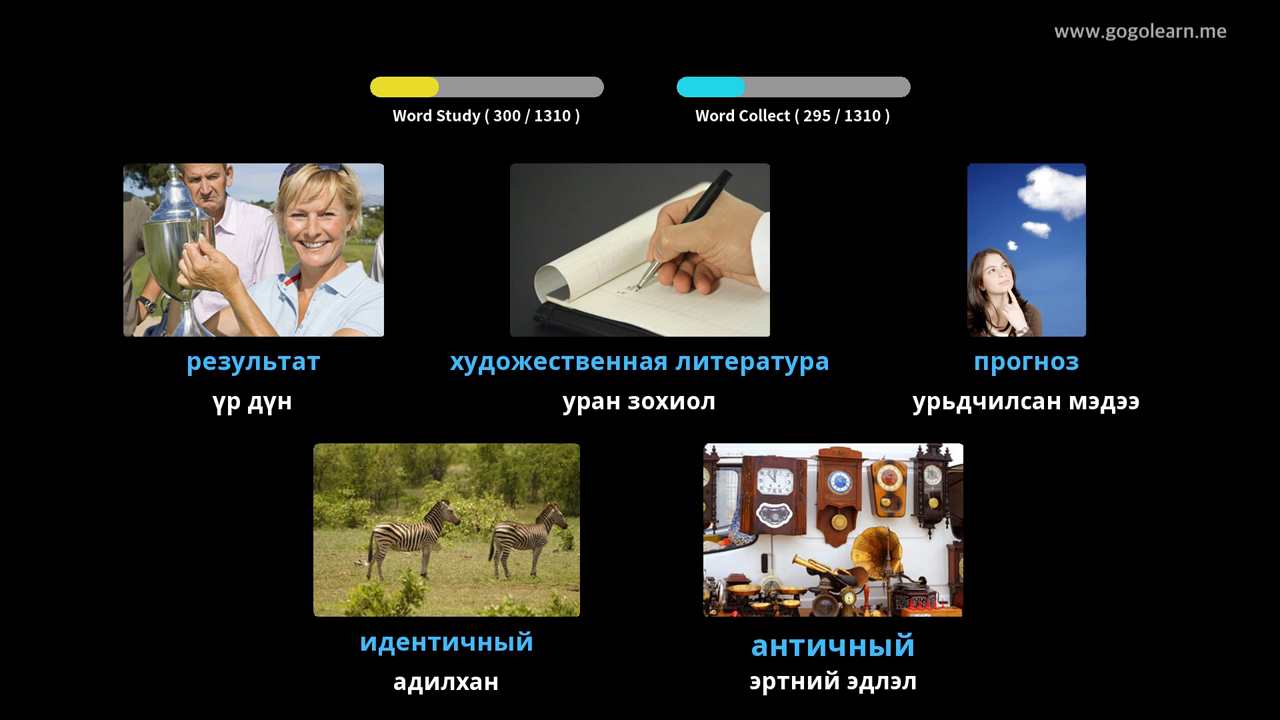 www.gogolearn.me
Word Study ( 300 / 1310 )
Word Collect ( 295 / 1310 )
результат
үр дүн
художественная литература
уран зохиол
прогноз
урьдчилсан мэдээ
идентичный
адилхан
античный
эртний эдлэл